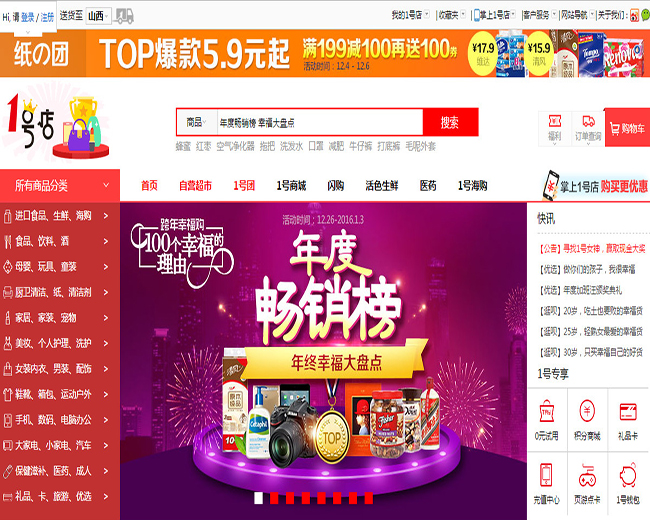 Hi, 请 登录 / 注册 送货至 山西
我的1号店 收藏夹 掌上1号店 客户服务 网站导航 关于我们:
纸の团 TOP爆款5.9元起 满199减100再送100券
活动时间：12.4 - 12.6
¥17.9 维达
¥15.9 清风
Tempo
Renova
1号店
商品 年度畅销榜 幸福大盘点 搜索
蜂蜜 红枣 空气净化器 拖把 洗发水 口罩 减肥 牛仔裤 打底裤 毛呢外套
福利 订单查询 购物车
所有商品分类
首页 自营超市 1号团 1号商城 闪购 活色生鲜 医药 1号海购
掌上1号店 购买更优惠
进口食品、生鲜、海购 >
食品、饮料、酒 >
母婴、玩具、童装 >
厨卫清洁、纸、清洁剂 >
家居、家装、宠物 >
美妆、个人护理、洗护 >
女装内衣、男装、配饰 >
鞋靴、箱包、运动户外 >
手机、数码、电脑办公 >
大家电、小家电、汽车 >
保健滋补、医药、成人 >
礼品、卡、旅游、优选 >
跨年幸福购
100个幸福的
理由
活动时间：12.26-2016.1.3
年度
畅销榜
年终幸福大盘点
Cetaphil
TOP
快讯
[公告] 寻找1号女神，赢取现金大奖
[优选] 做你们的孩子，我很幸福
[优选] 年度加班狂颁奖典礼
[逛呗] 20岁，吃土也要败的幸福货
[逛呗] 25岁，轻熟女最爱的幸福货
[逛呗] 30岁，只买幸福自己的好货
1号专享
0元试用 积分商城 礼品卡
充值中心 页游点卡 1号钱包